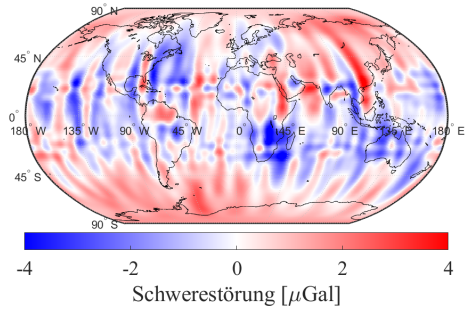 90° N
45° N
0°
180° W 135° W 90° W 45° W 0° 45° E 90° E 135° E 180° E
45° S
90° S
-4 -2 0 2 4
Schwerestörung [μGal]